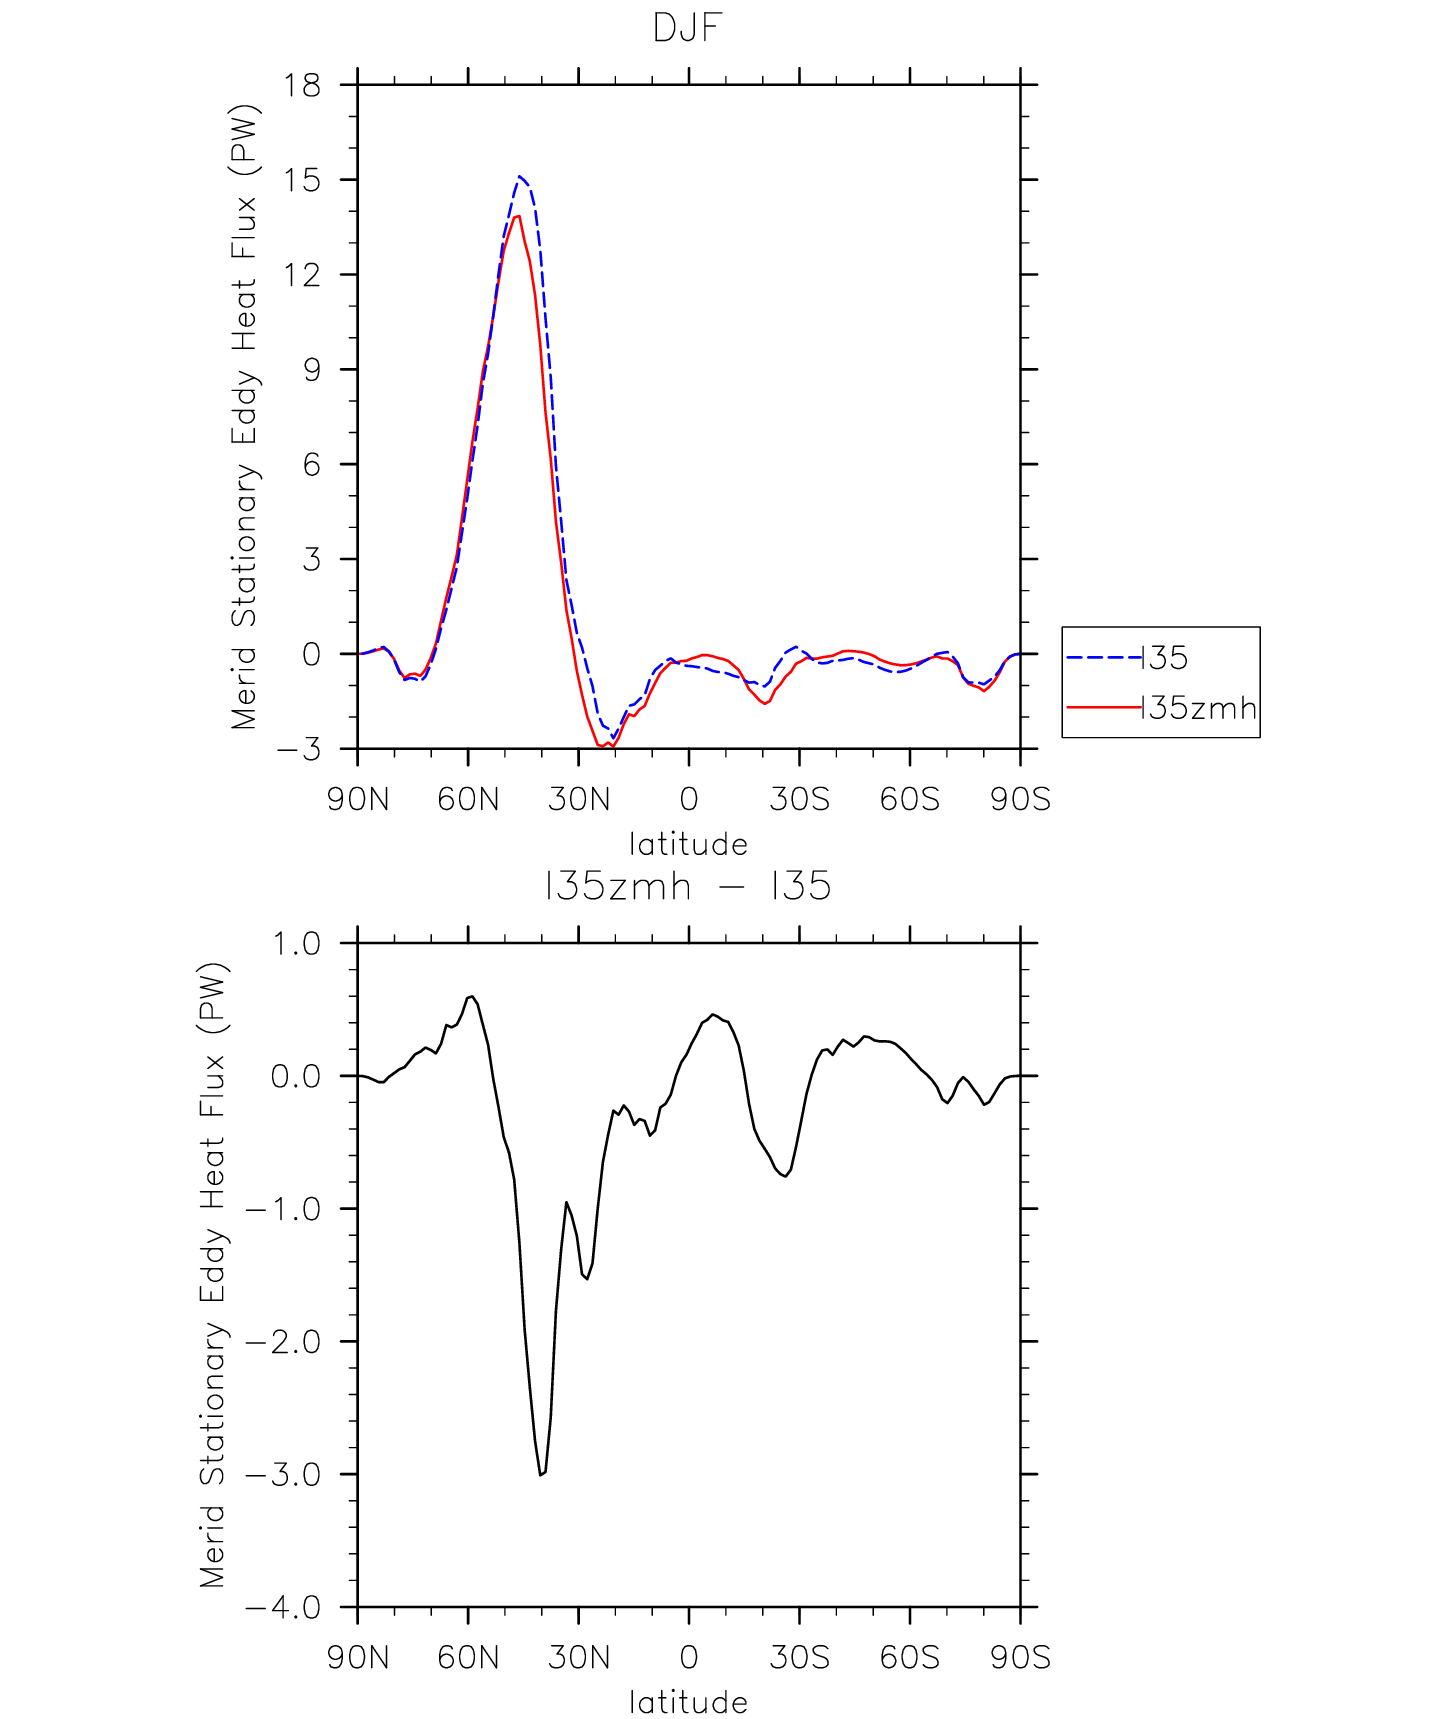 DJF
Merid Stationary Eddy Heat Flux (PW)
18
15
12
9
6
3
0
−3
90N 60N 30N 0 30S 60S 90S
latitude
I35
I35zmh
I35zmh − I35
Merid Stationary Eddy Heat Flux (PW)
1.0
0.0
−1.0
−2.0
−3.0
−4.0
90N 60N 30N 0 30S 60S 90S
latitude